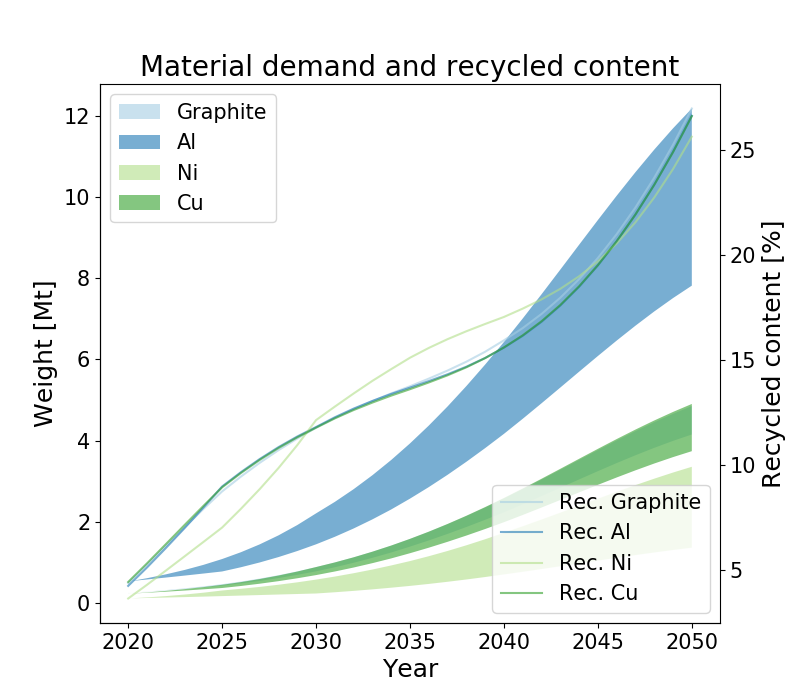 Material demand and recycled content
Graphite
Al
Ni
Cu
12
10
8
6
4
2
0
Weight [Mt]
25
20
15
10
5
Recycled content [%]
Rec. Graphite
Rec. Al
Rec. Ni
Rec. Cu
2020 2025 2030 2035 2040 2045 2050
Year